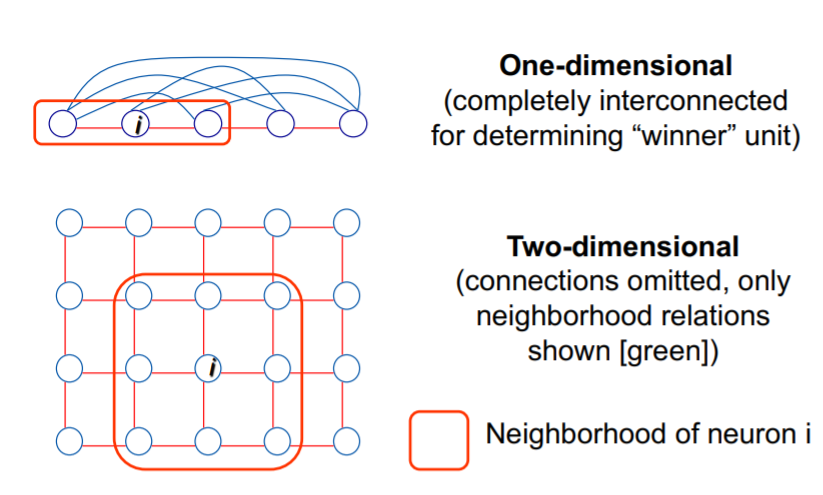 One-dimensional
(completely interconnected
for determining “winner” unit)
i
Two-dimensional
(connections omitted, only
neighborhood relations
shown [green])
i
Neighborhood of neuron i